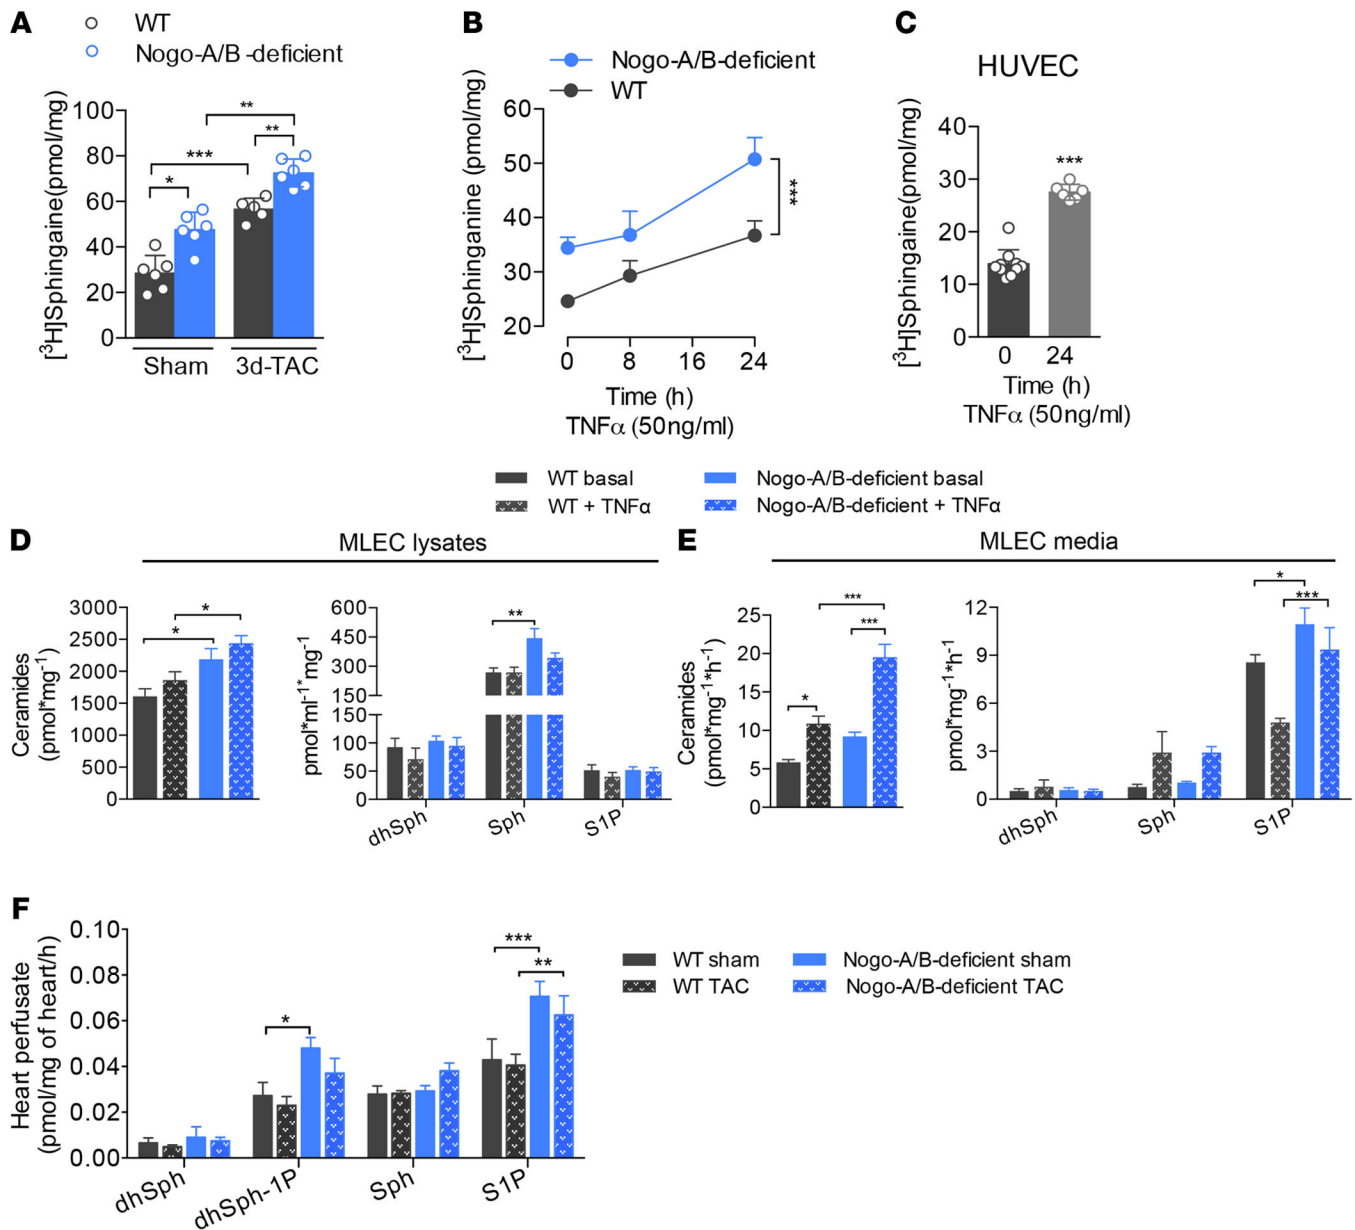 A
WT
Nogo-A/B -deficient
[³H]Sphingaine(pmol/mg)
100
80
60
40
20
0
**
**
***
*
Sham
3d-TAC
B
Nogo-A/B-deficient
WT
[³H]Sphinganine (pmol/mg)
60
50
40
30
20
***
0
8
16
24
Time (h)
TNFα (50ng/ml)
C
HUVEC
[³H]Sphinganine(pmol/mg)
40
30
20
10
0
***
0
24
Time (h)
TNFα (50ng/ml)
WT basal
Nogo-A/B-deficient basal
WT + TNFα
Nogo-A/B-deficient + TNFα
D
MLEC lysates
Ceramides
(pmol*mg⁻¹)
3000
2500
2000
1500
1000
500
0
*
*
pmol*ml⁻¹*mg⁻¹
600
450
300
150
150
100
50
0
**
dhSph
Sph
S1P
E
MLEC media
Ceramides
(pmol*mg⁻¹*h⁻¹)
25
20
15
10
5
0
***
***
*
pmol*mg⁻¹*h⁻¹
12
9
6
3
0
*
***
dhSph
Sph
S1P
F
Heart perfusate
(pmol/mg of heart/h)
0.10
0.08
0.06
0.04
0.02
0.00
*
***
**
dhSph
dhSph-1P
Sph
S1P
WT sham
Nogo-A/B-deficient sham
WT TAC
Nogo-A/B-deficient TAC